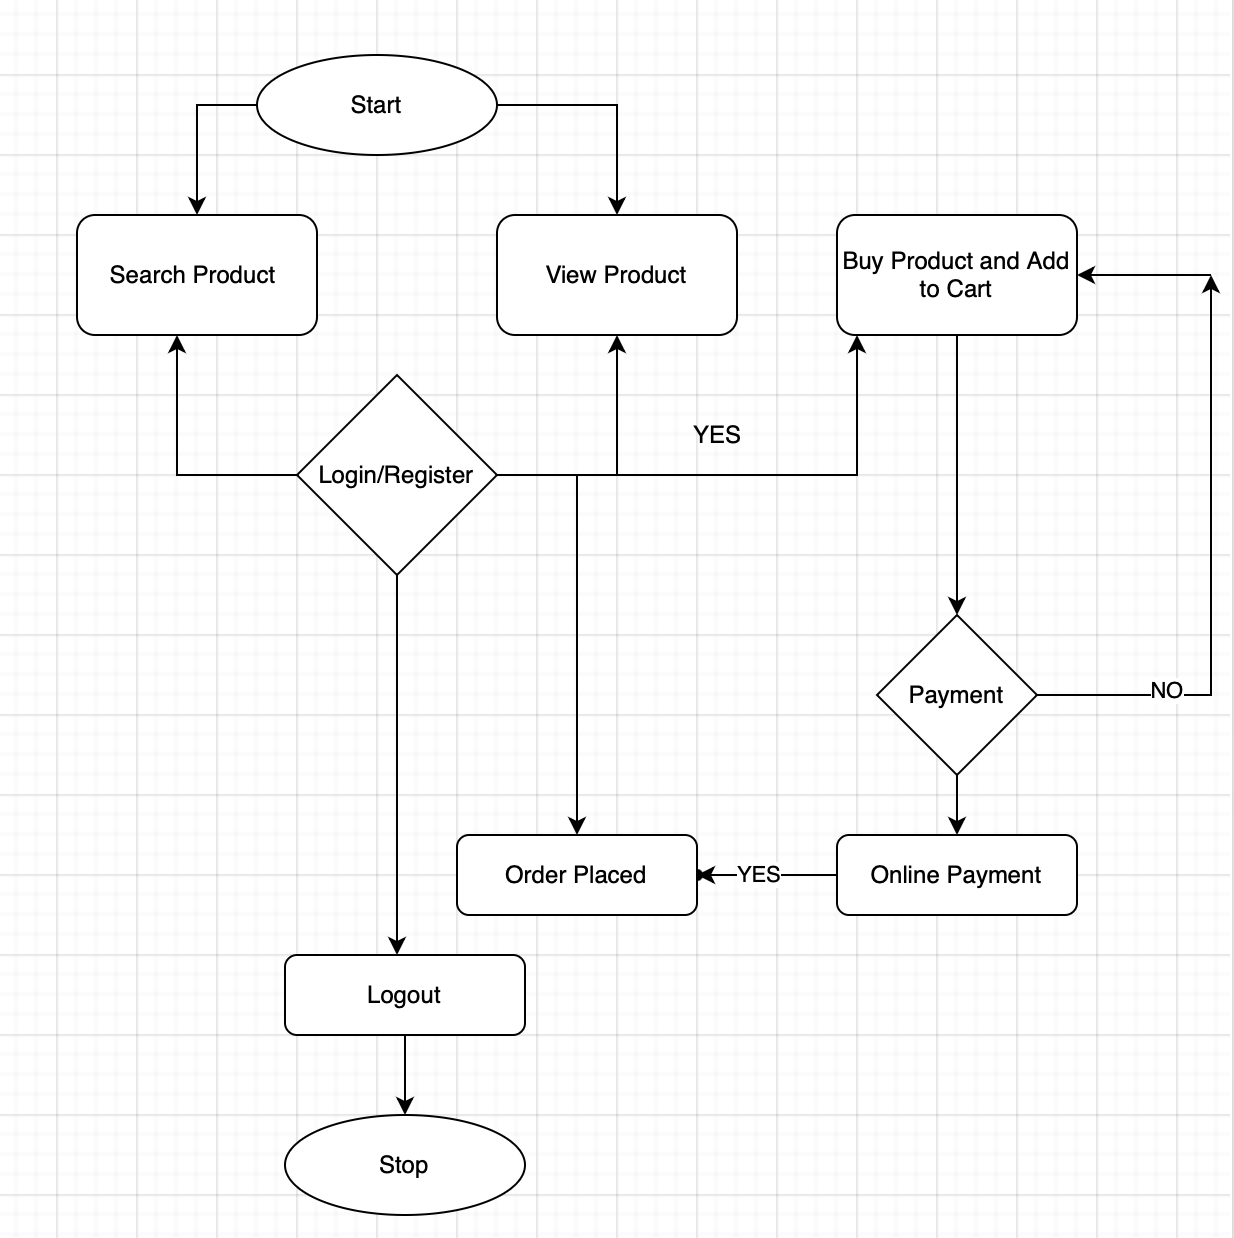 Start
Search Product
View Product
Buy Product and Add
to Cart
YES
Login/Register
Payment
NO
Order Placed
YES
Online Payment
Logout
Stop